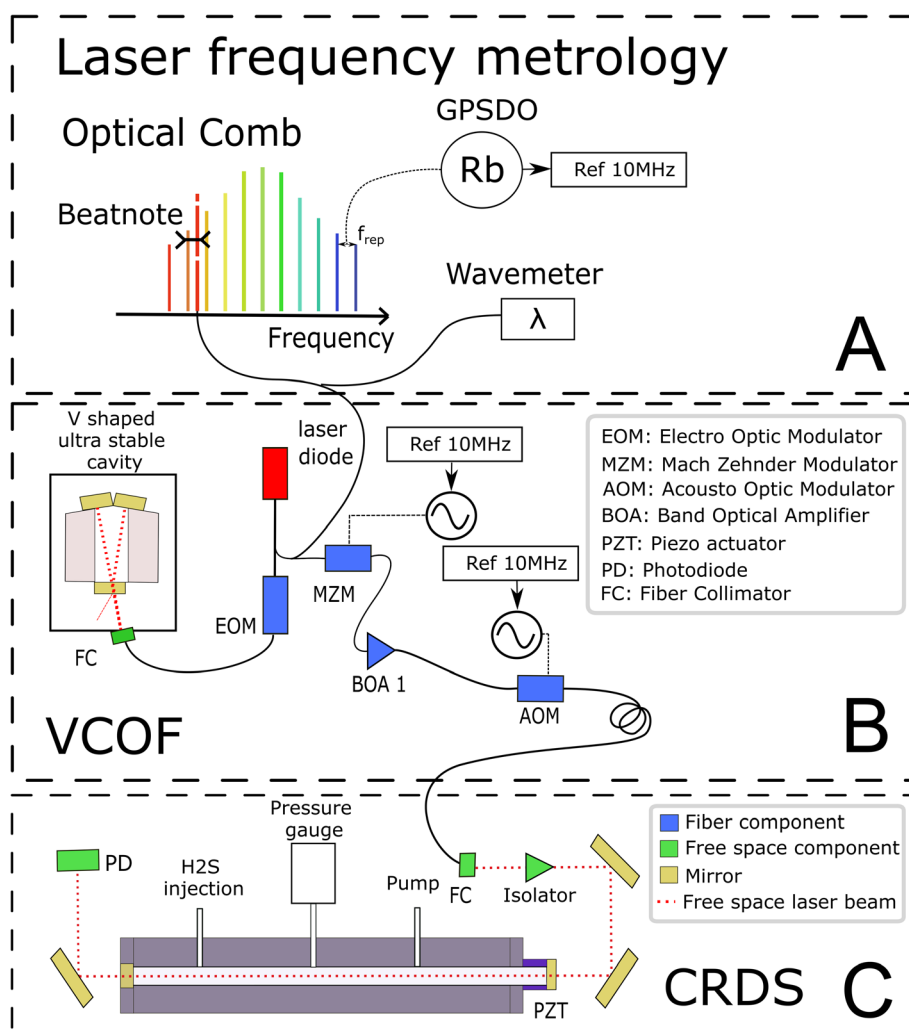 Laser frequency metrology
GPSDO
Optical Comb
Rb
Ref 10MHz
Beatnote
frep
Wavemeter
λ
Frequency
A
V shaped
ultra stable
cavity
laser
diode
Ref 10MHz
EOM: Electro Optic Modulator
MZM: Mach Zehnder Modulator
AOM: Acousto Optic Modulator
BOA: Band Optical Amplifier
PZT: Piezo actuator
PD: Photodiode
FC: Fiber Collimator
Ref 10MHz
MZM
EOM
FC
BOA 1
AOM
VCOF
B
Pressure
gauge
Fiber component
Free space component
Mirror
Free space laser beam
PD
H2S
injection
Pump
FC
Isolator
PZT
CRDS
C